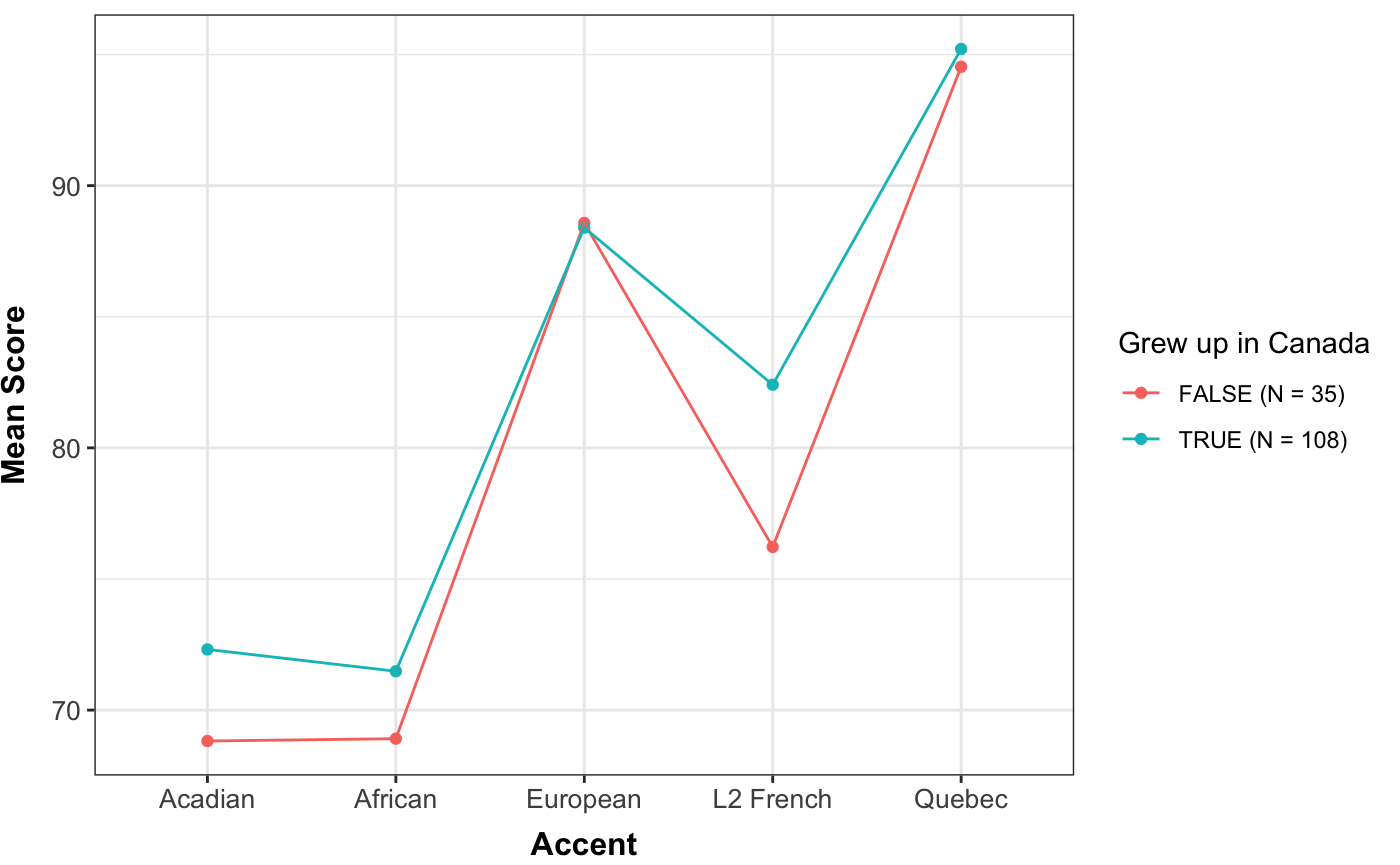 Mean Score
90
80
70
Acadian African European L2 French Quebec
Accent
Grew up in Canada
FALSE (N = 35)
TRUE (N = 108)